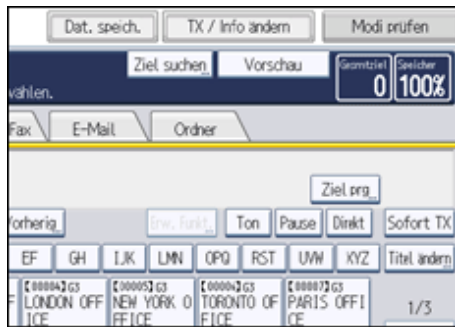 Dat. speich. TX / Info ändern Modi prüfen
Ziel suchen Vorschau Gesamtziel Speicher
wählen. 0 100%
Fax E-Mail Ordner
Ziel prg.
Vorherig. Erw. Funkt. Ton Pause Direkt Sofort TX
EF GH IJK LMN OPQ RST UVW XYZ Titel ändern
[00004]G3 [00005]G3 [00006]G3 [00007]G3
F LONDON OFF NEW YORK O TORONTO OF PARIS OFFI 1/3
ICE FFICE FICE CE